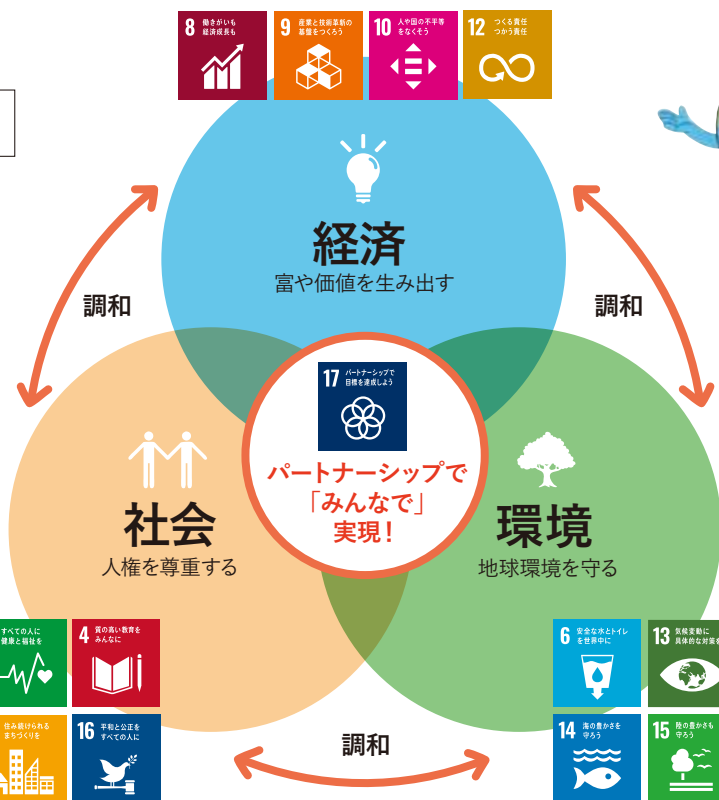 8 働きがいも
経済成長も
9 産業と技術革新の
基盤をつくろう
10 人や国の不平等
をなくそう
12 つくる責任
つかう責任
経済
富や価値を生み出す
調和
調和
17 パートナーシップで
目標を達成しよう
パートナーシップで
「みんなで」
実現！
社会
人権を尊重する
環境
地球環境を守る
すべての人に
健康と福祉を
4 質の高い教育を
みんなに
6 安全な水とトイレ
を世界中に
13 気候変動に
具体的な対策を
住み続けられる
まちづくりを
16 平和と公正を
すべての人に
14 海の豊かさを
守ろう
15 陸の豊かさも
守ろう
調和